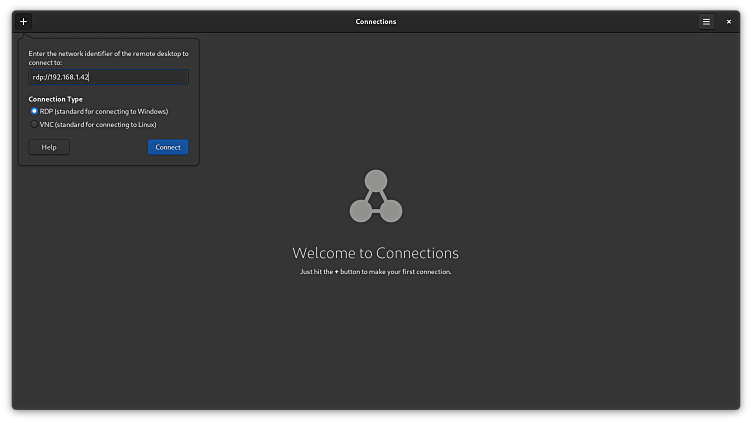 Connections
Enter the network identifier of the remote desktop to
connect to:
rdp://192.168.1.42
Connection Type
RDP (standard for connecting to Windows)
VNC (standard for connecting to Linux)
Help
Connect
Welcome to Connections
Just hit the + button to make your first connection.